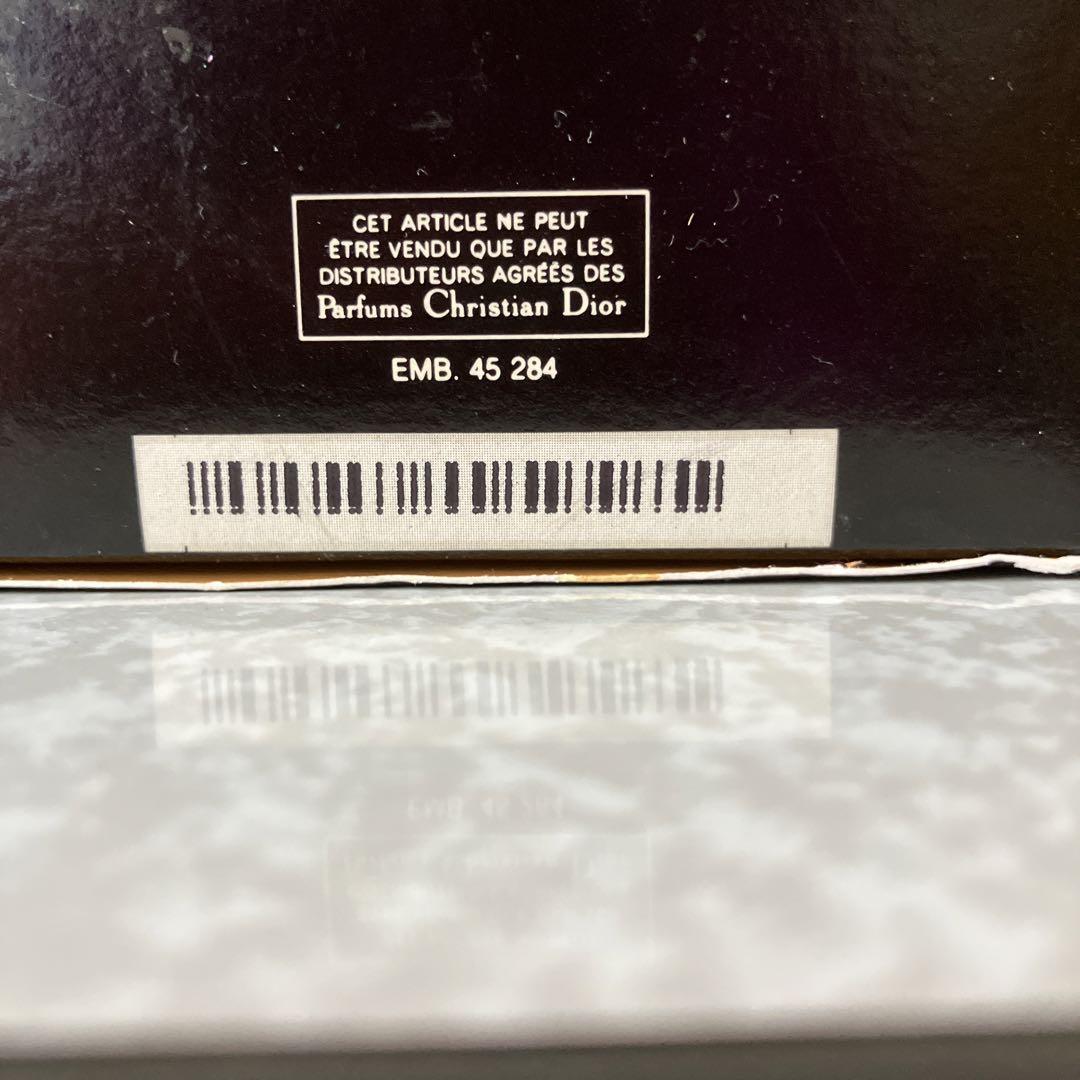 CET ARTICLE NE PEUT
ÊTRE VENDU QUE PAR LES
DISTRIBUTEURS AGRÉÉS DES
Parfums Christian Dior
EMB. 45 284